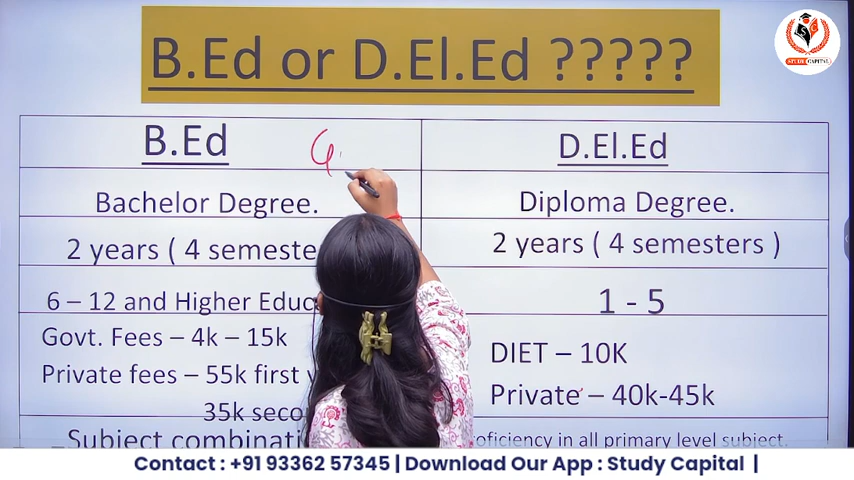 STUDY CAPITAL
B.Ed or D.El.Ed ?????
B.Ed
D.El.Ed
Bachelor Degree.
Diploma Degree.
2 years ( 4 semeste
2 years ( 4 semesters )
6 – 12 and Higher Educ
1 - 5
Govt. Fees – 4k – 15k
Private fees – 55k first
35k seco
DIET – 10K
Private – 40k-45k
Subject combinati
oficiency in all primary level subject.
Contact : +91 93362 57345 | Download Our App : Study Capital |